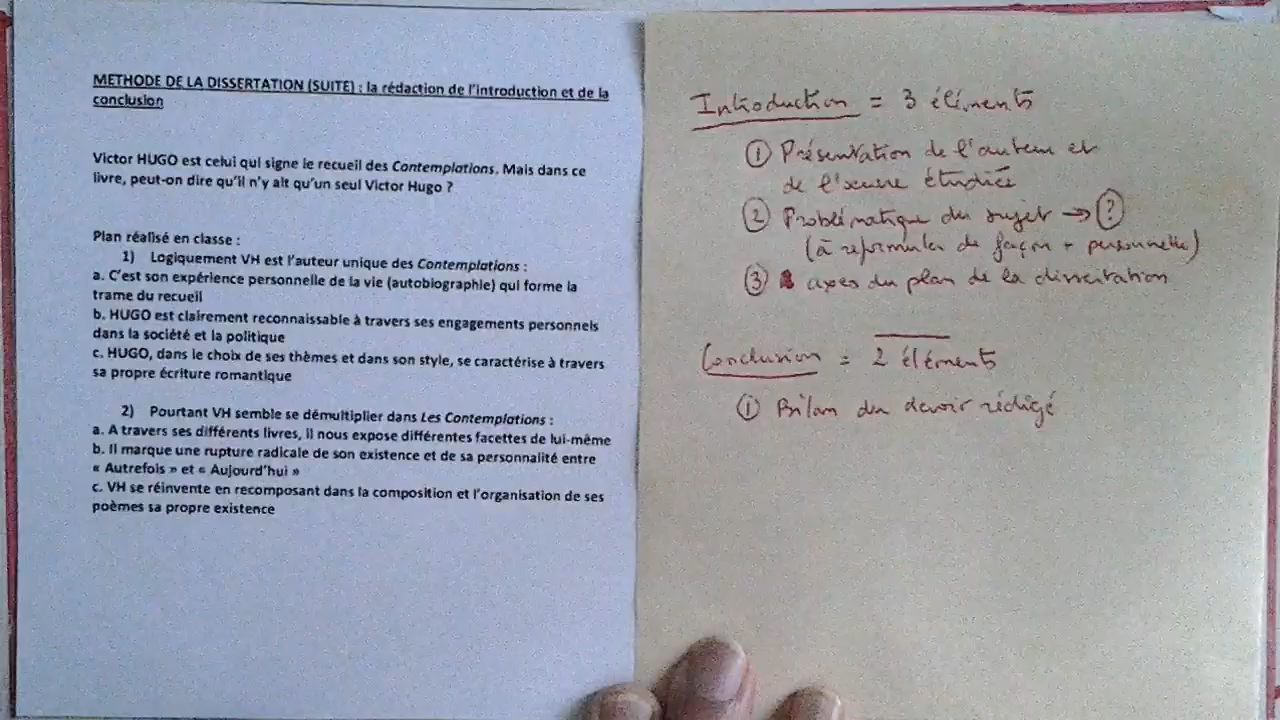 METHODE DE LA DISSERTATION (SUITE) : la rédaction de l'introduction et de la
conclusion
Victor HUGO est celui qui signe le recueil des Contemplations. Mais dans ce
livre, peut-on dire qu'il n'y ait qu'un seul Victor Hugo ?
Plan réalisé en classe :
1) Logiquement VH est l'auteur unique des Contemplations :
a. C'est son expérience personnelle de la vie (autobiographie) qui forme la
trame du recueil
b. HUGO est clairement reconnaissable à travers ses engagements personnels
dans la société et la politique
c. HUGO, dans le choix de ses thèmes et dans son style, se caractérise à travers
sa propre écriture romantique
2) Pourtant VH semble se démultiplier dans Les Contemplations :
a. A travers ses différents livres, il nous expose différentes facettes de lui-même
b. Il marque une rupture radicale de son existence et de sa personnalité entre
« Autrefois » et « Aujourd'hui »
c. VH se réinvente en recomposant dans la composition et l'organisation de ses
poèmes sa propre existence
Introduction = 3 éléments
① Présentation de l'auteur et
de l'œuvre étudiée
② Problématique du sujet → ?
(à reformuler de façon + personnelle)
③ axes du plan de la dissertation
Conclusion = 2 éléments
① Bilan du devoir rédigé